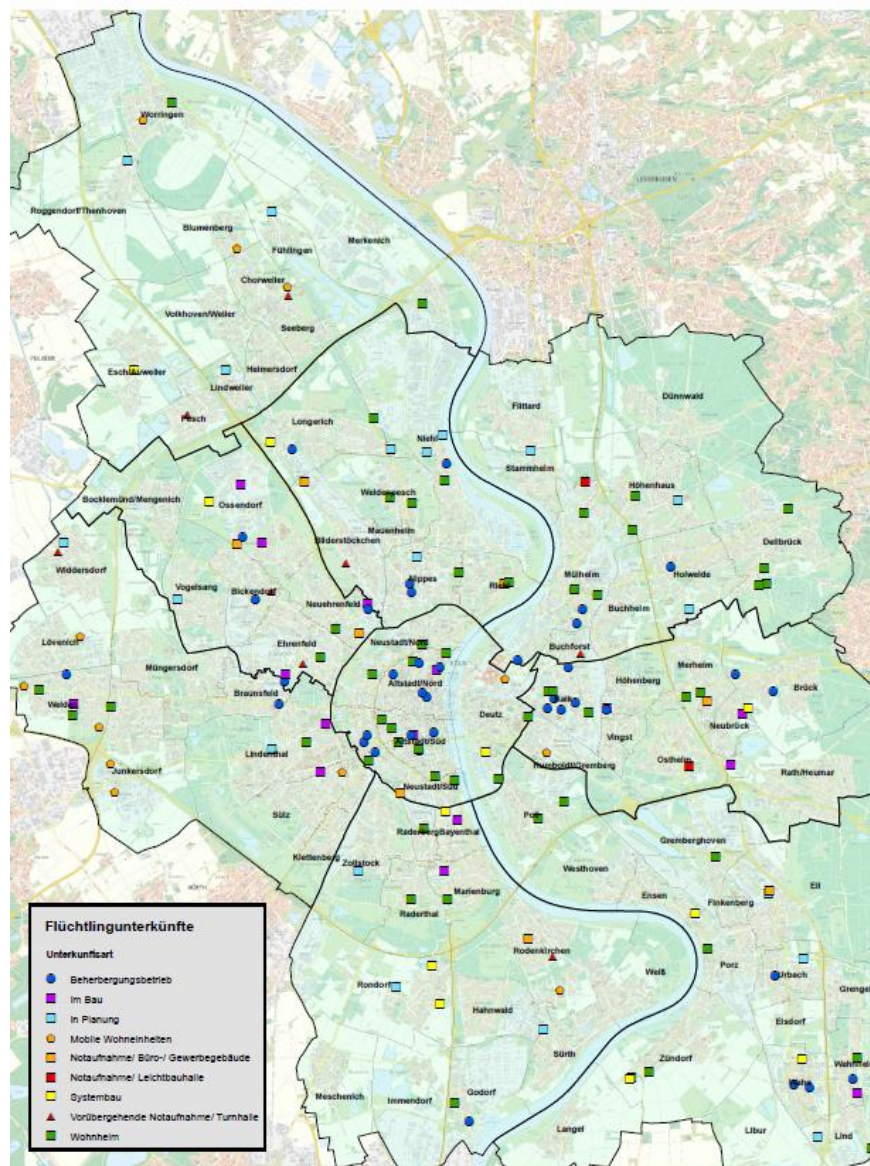 Worringen
Roggendorf/Thenhoven
Blumenberg
Merkenich
Fühlingen
Chorweiler
Volkhoven/Weiler
Seeberg
Heimersdorf
Esch/Auweiler
Lindweiler
Pesch
Longerich
Niehl
Flittard
Dünnwald
Stammheim
Höhenhaus
Bocklemünd/Mengenich
Ossendorf
Weidenpesch
Mauenheim
Bilderstöckchen
Dellbrück
Widdersdorf
Vogelsang
Bickendorf
Nippes
Riehl
Mülheim
Holweide
Buchheim
Neuehrenfeld
Ehrenfeld
Neustadt/Nord
Buchforst
Lövenich
Müngersdorf
Weiden
Braunsfeld
Altstadt/Nord
Deutz
Kalk
Höhenberg
Merheim
Brück
Neubrück
Vingst
Lindenthal
Altstadt/Süd
Junkersdorf
Humboldt/Gremberg
Ostheim
Rath/Heumar
Neustadt/Süd
Sülz
Raderberg
Bayenthal
Poll
Klettenberg
Zollstock
Marienburg
Raderthal
Westhoven
Gremberghoven
Ensen
Finkenberg
Eil
Rodenkirchen
Weiß
Porz
Urbach
Rondorf
Hahnwald
Grengel
Elsdorf
Sürth
Zündorf
Wahn
Meschenich
Immendorf
Godorf
Langel
Libur
Lind
Flüchtlingunterkünfte
Unterkunftsart
Beherbergungsbetrieb
Im Bau
In Planung
Mobile Wohneinheiten
Notaufnahme/ Büro-/ Gewerbegebäude
Notaufnahme/ Leichtbauhalle
Systembau
Vorübergehende Notaufnahme/ Turnhalle
Wohnheim